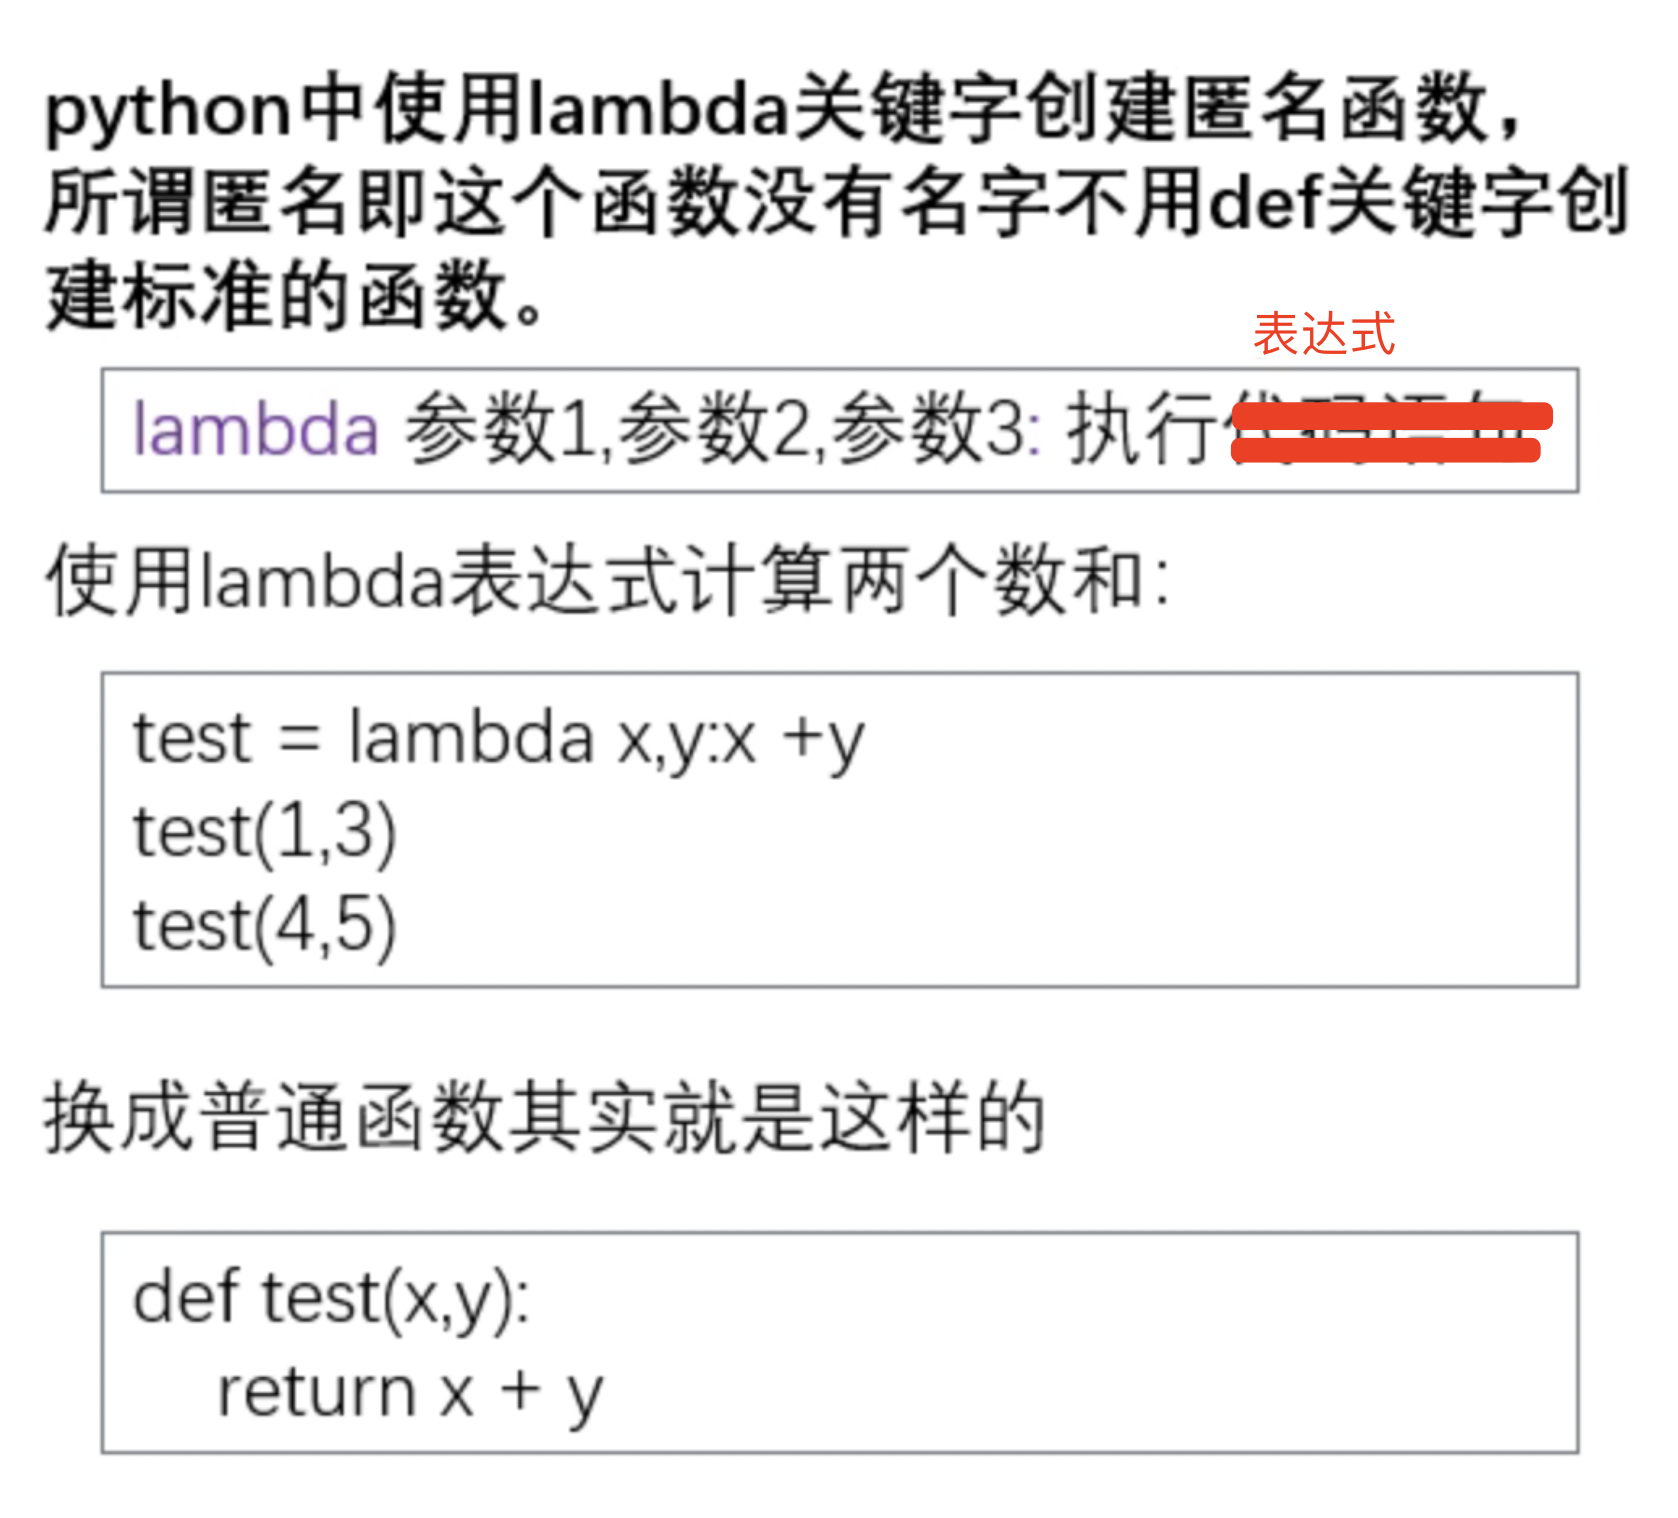 python中使用lambda关键字创建匿名函数，
所谓匿名即这个函数没有名字不用def关键字创
建标准的函数。
表达式
lambda 参数1,参数2,参数3: 执行
使用lambda表达式计算两个数和：
test = lambda x,y:x +y
test(1,3)
test(4,5)
换成普通函数其实就是这样的
def test(x,y):
    return x + y